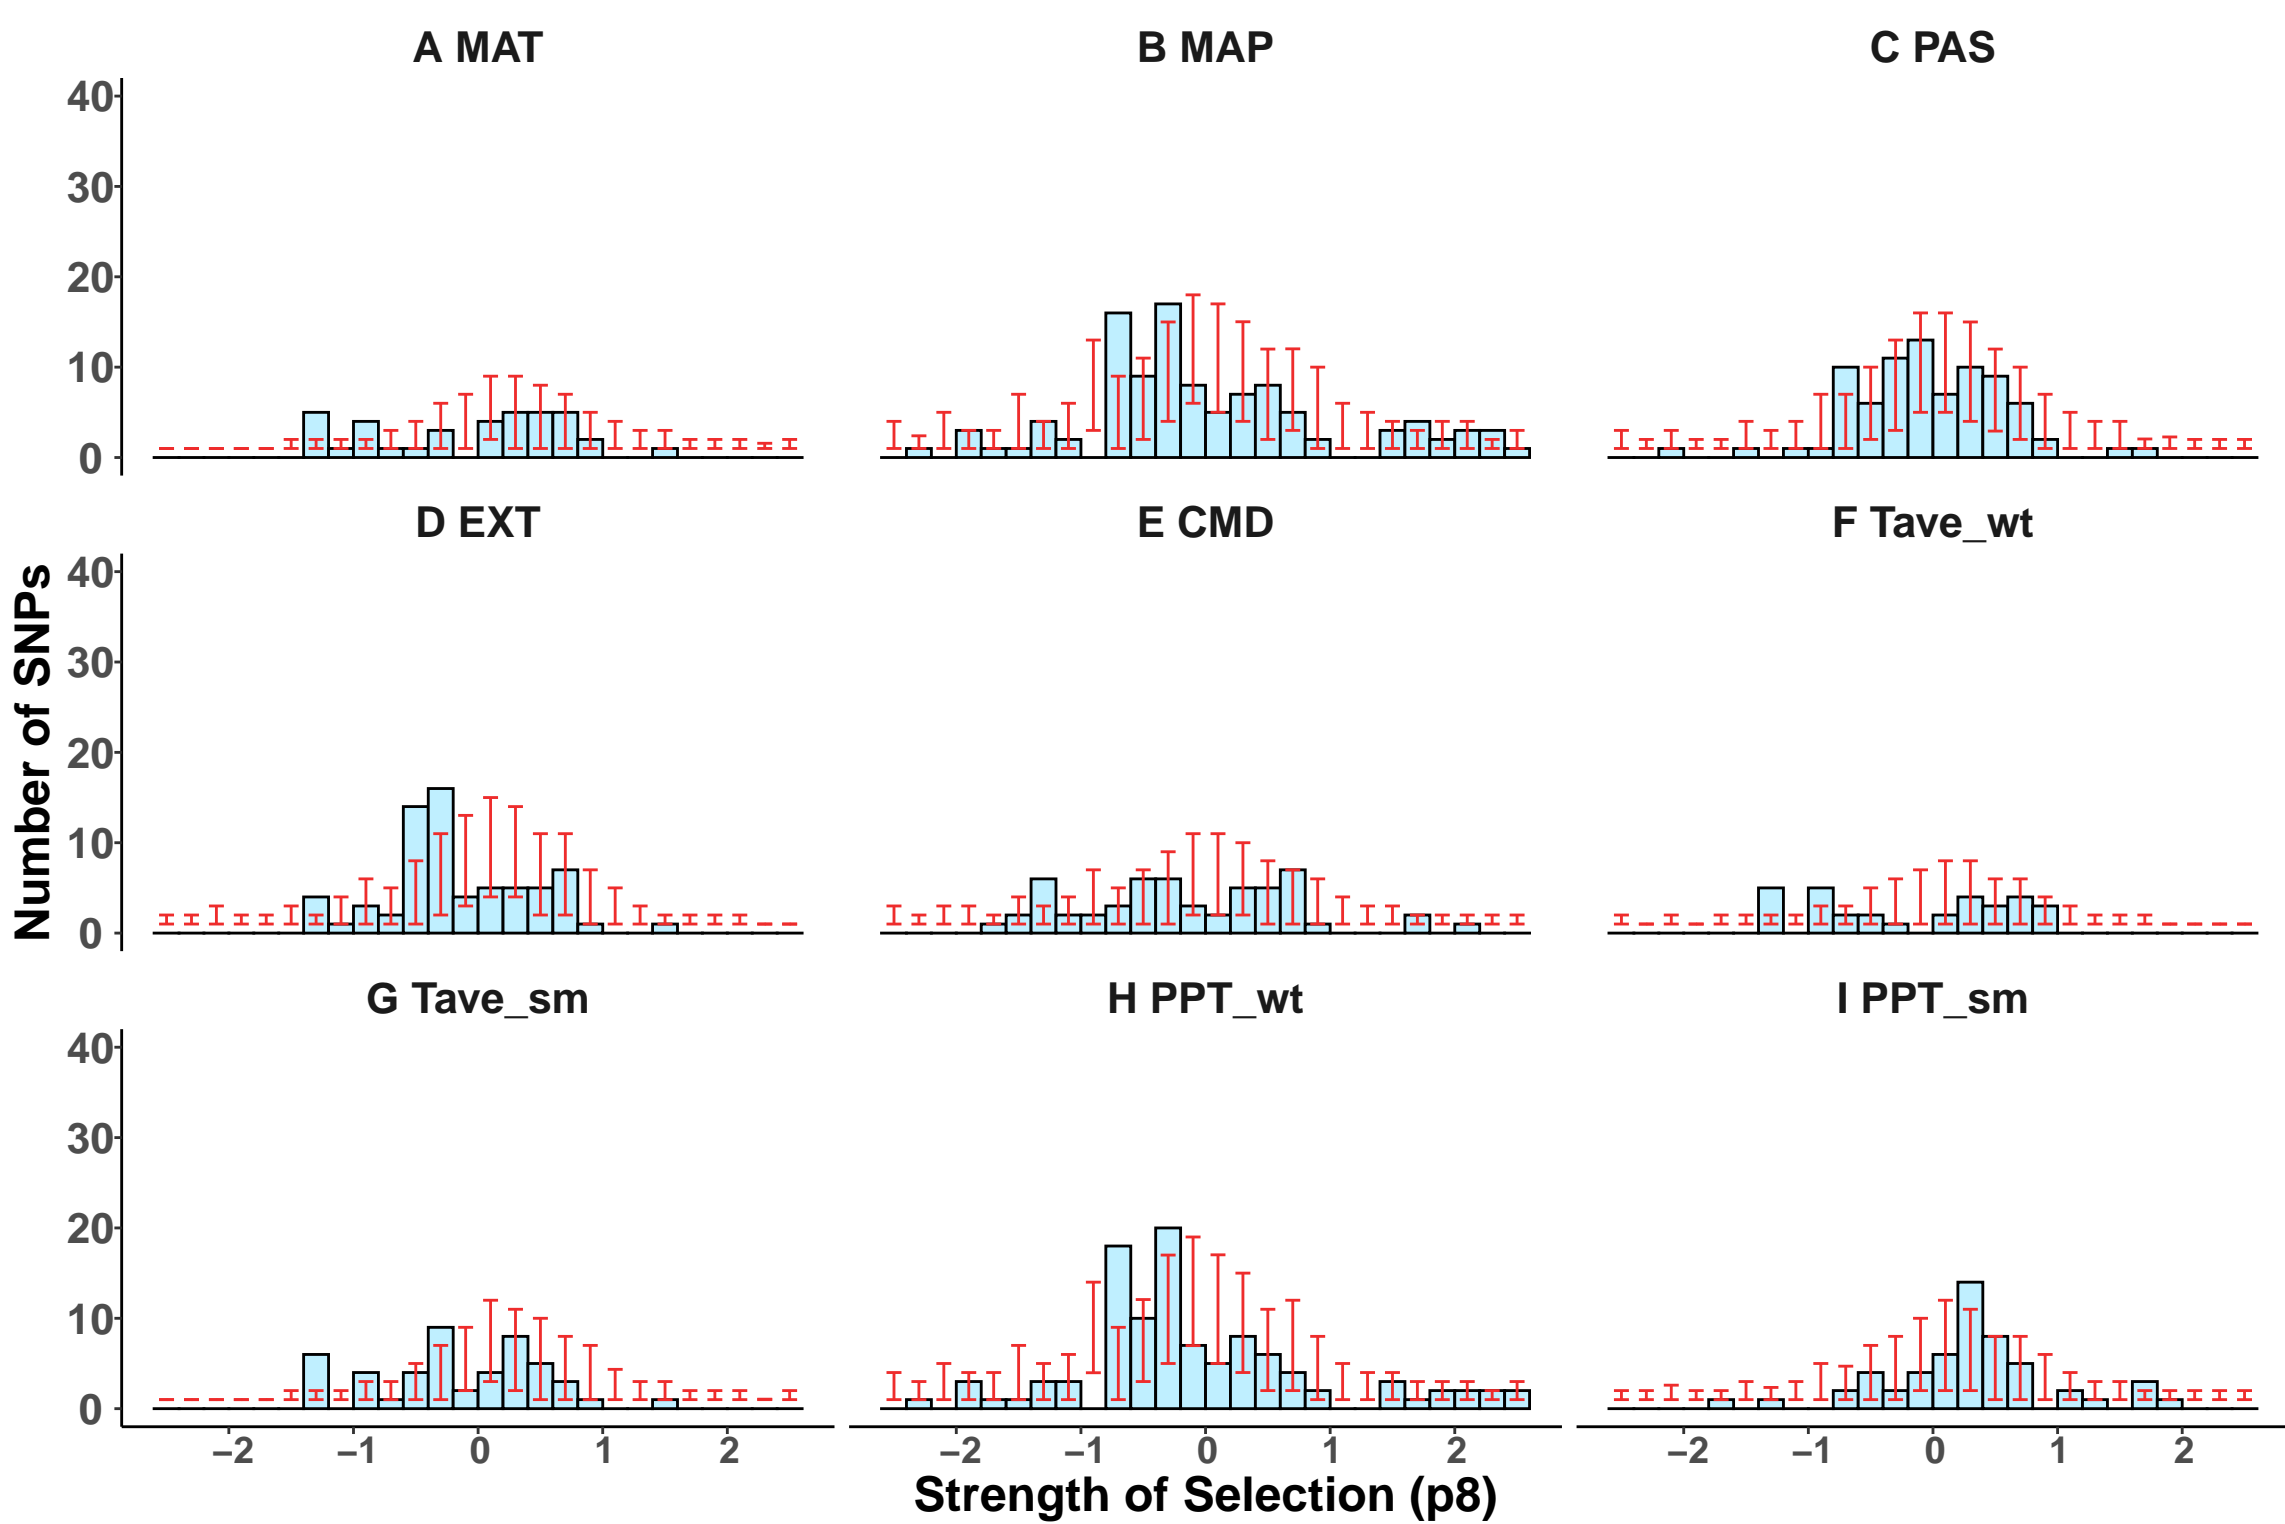 A MAT B MAP C PAS
40
30
20
10
0
D EXT E CMD F Tave_wt
40
30
20
10
0
G Tave_sm H PPT_wt I PPT_sm
40
30
20
10
0
−2 −1 0 1 2 −2 −1 0 1 2 −2 −1 0 1 2
Number of SNPs
Strength of Selection (p8)